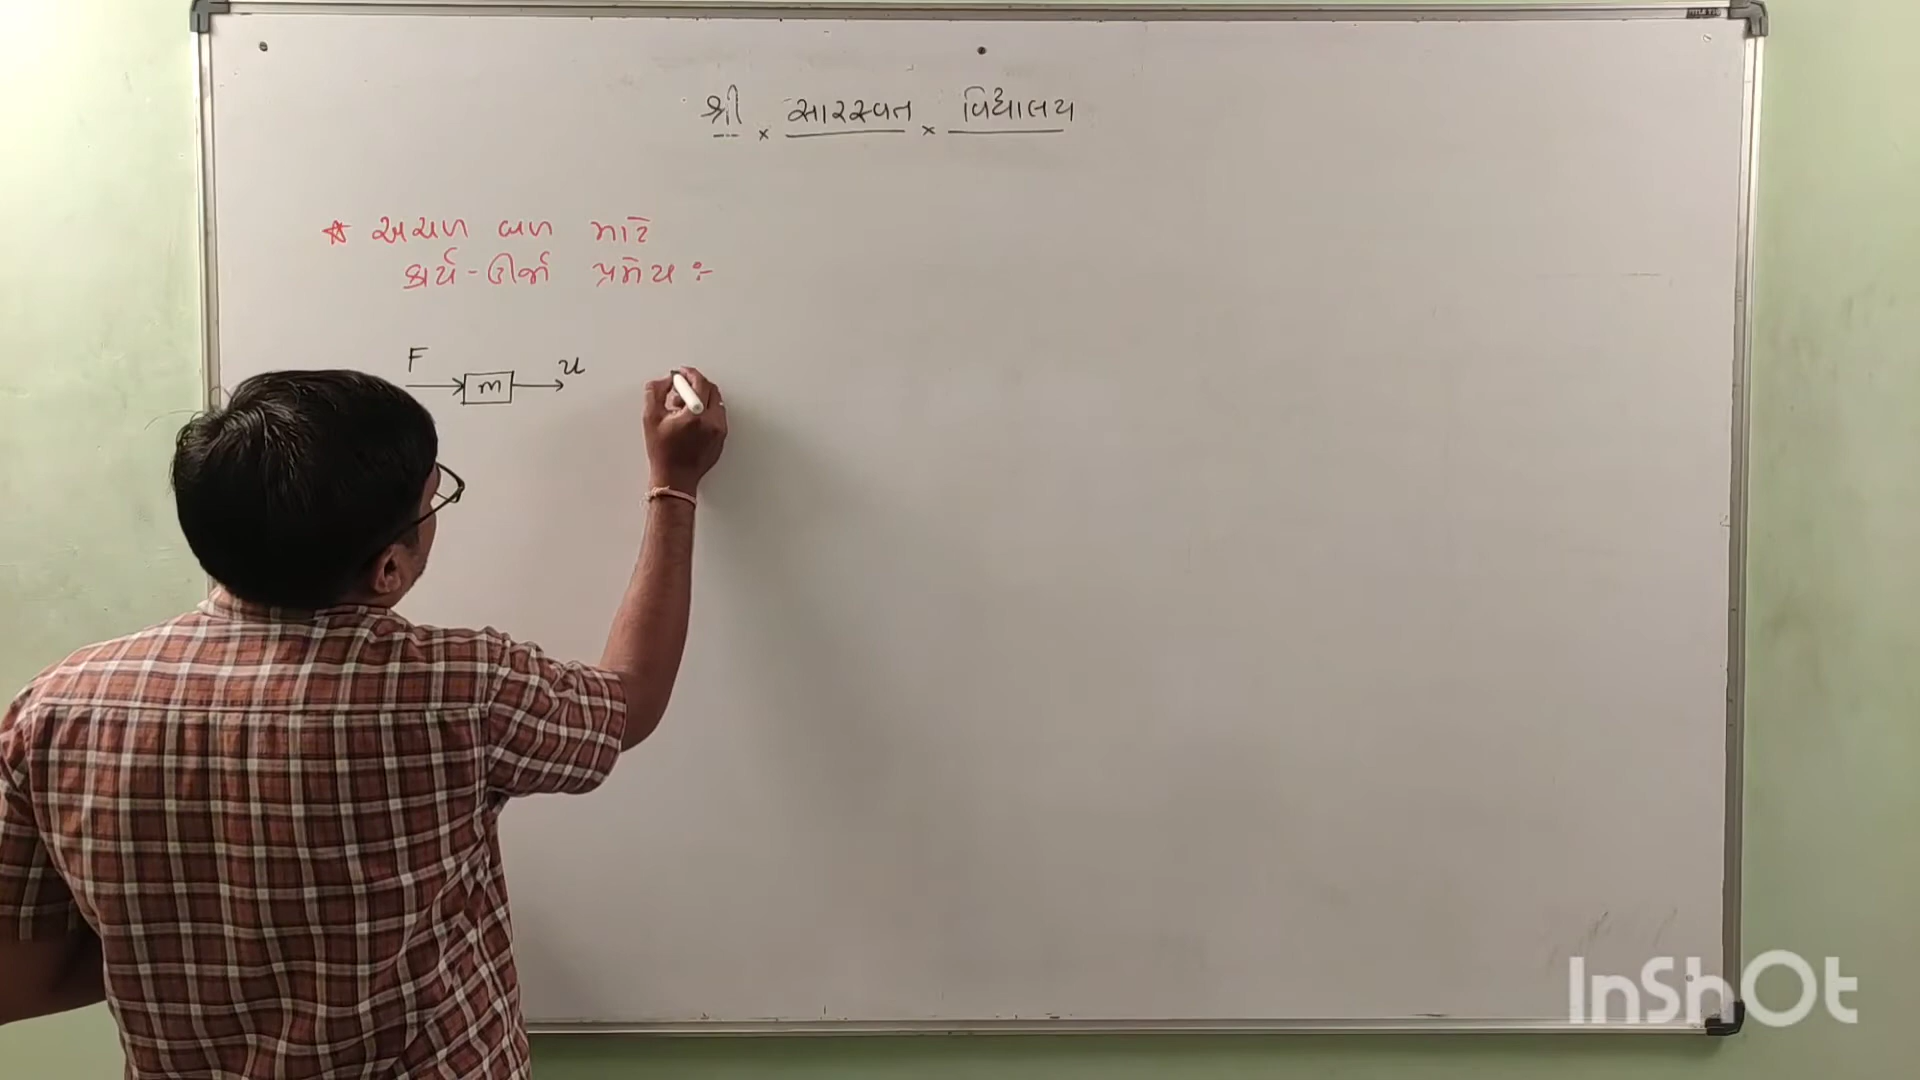 શ્રી × સારસ્વત × વિદ્યાલય
* અચળ બળ માટે
કાર્ય - ઊર્જા પ્રમેય :-
F
m
u
InShOt